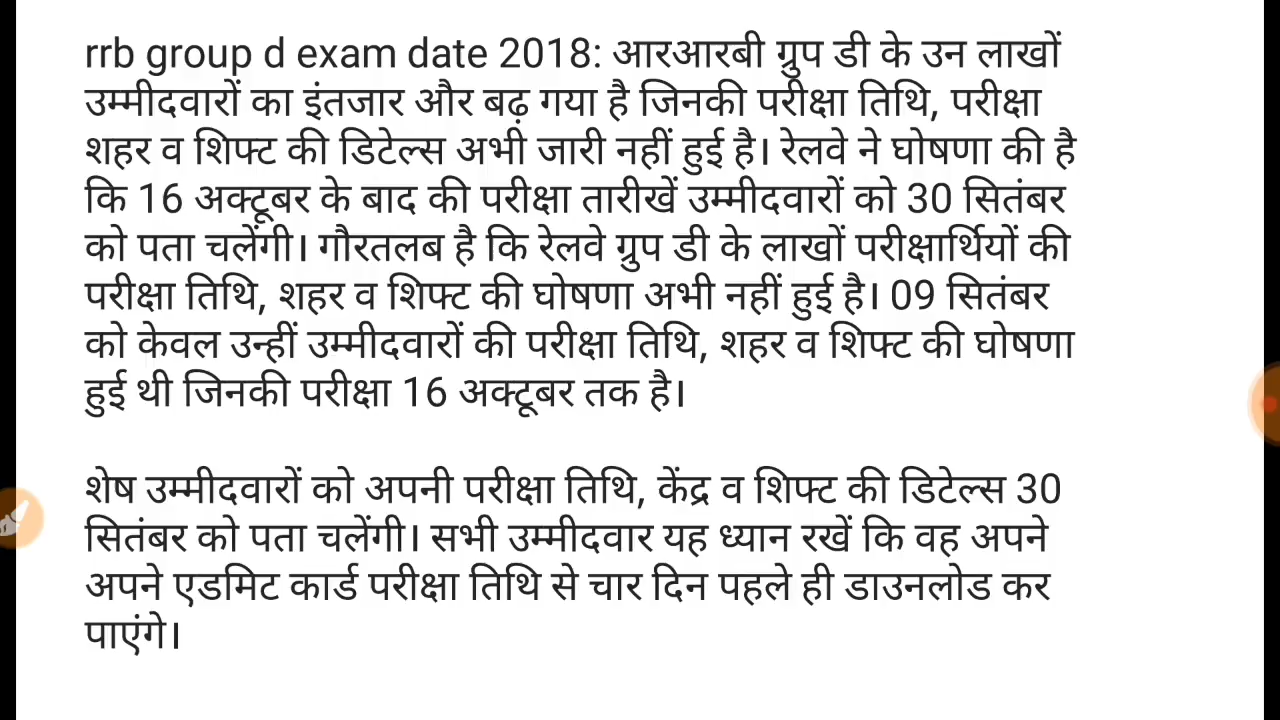 rrb group d exam date 2018: आरआरबी ग्रुप डी के उन लाखों
उम्मीदवारों का इंतजार और बढ़ गया है जिनकी परीक्षा तिथि, परीक्षा
शहर व शिफ्ट की डिटेल्स अभी जारी नहीं हुई है। रेलवे ने घोषणा की है
कि 16 अक्टूबर के बाद की परीक्षा तारीखें उम्मीदवारों को 30 सितंबर
को पता चलेंगी। गौरतलब है कि रेलवे ग्रुप डी के लाखों परीक्षार्थियों की
परीक्षा तिथि, शहर व शिफ्ट की घोषणा अभी नहीं हुई है। 09 सितंबर
को केवल उन्हीं उम्मीदवारों की परीक्षा तिथि, शहर व शिफ्ट की घोषणा
हुई थी जिनकी परीक्षा 16 अक्टूबर तक है।
शेष उम्मीदवारों को अपनी परीक्षा तिथि, केंद्र व शिफ्ट की डिटेल्स 30
सितंबर को पता चलेंगी। सभी उम्मीदवार यह ध्यान रखें कि वह अपने
अपने एडमिट कार्ड परीक्षा तिथि से चार दिन पहले ही डाउनलोड कर
पाएंगे।